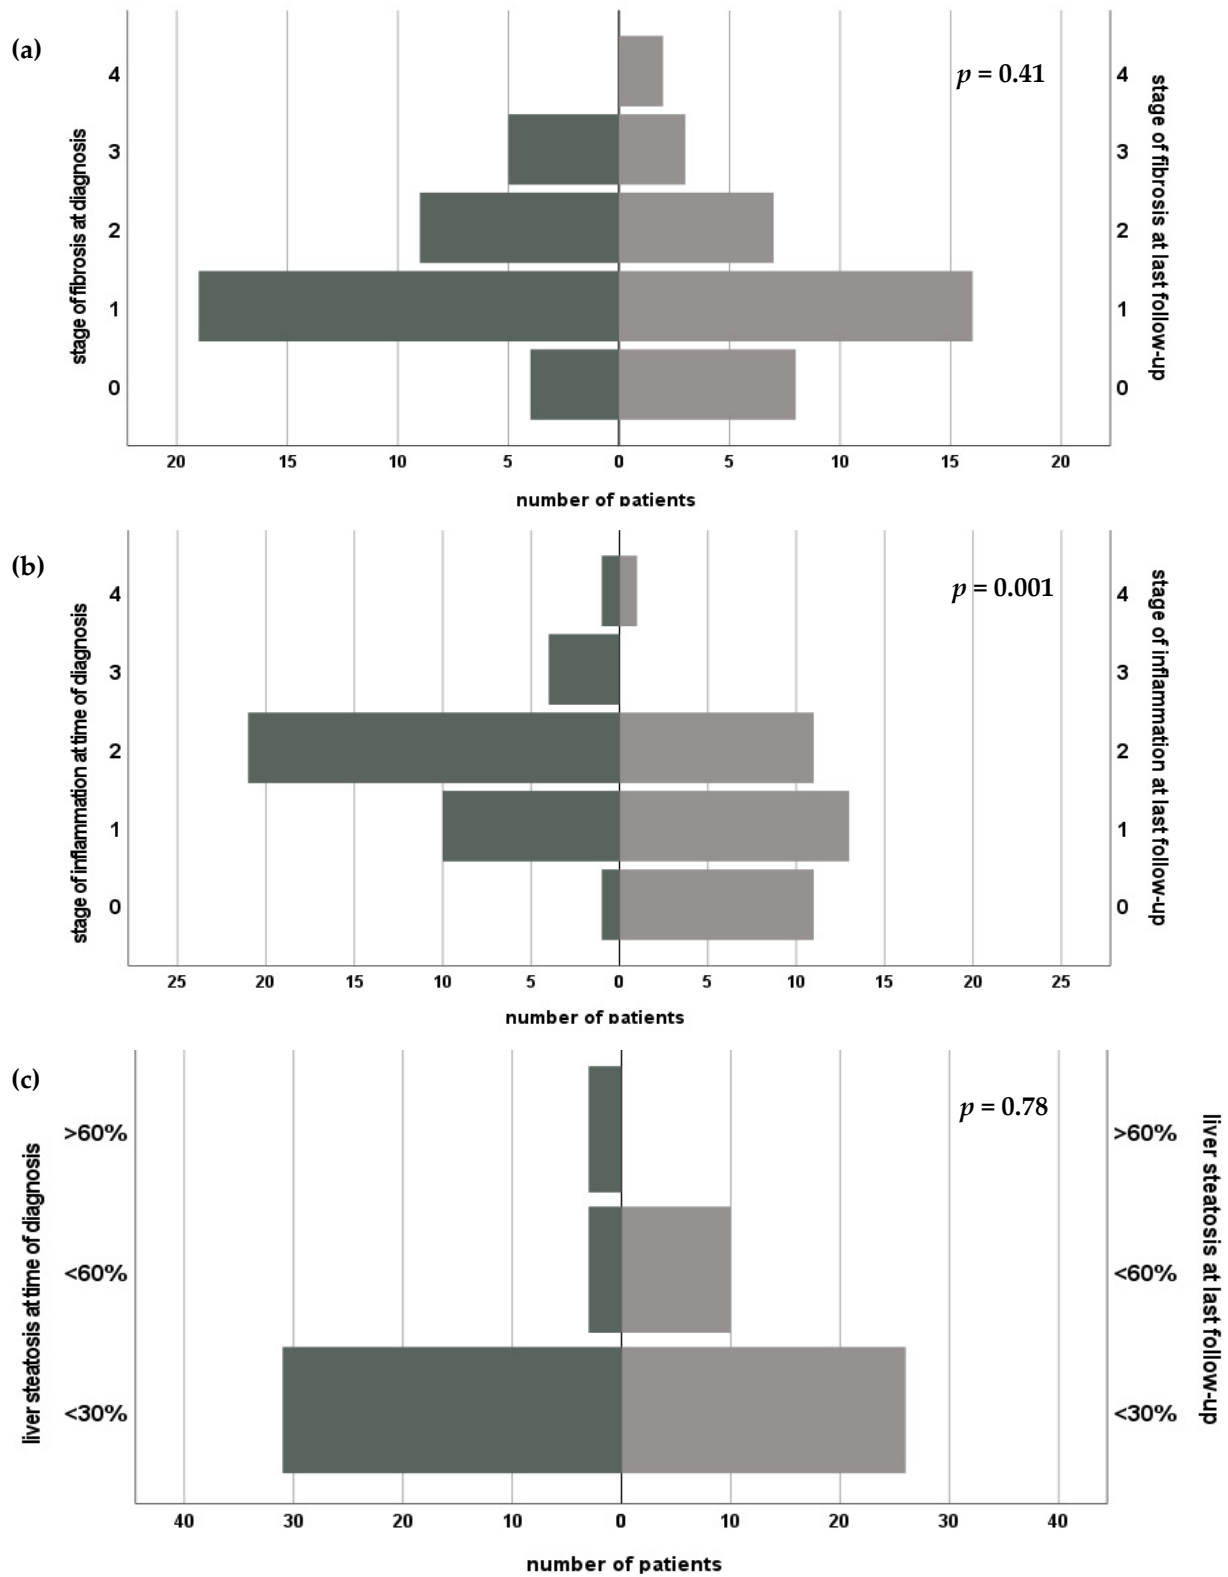 (a)
p = 0.41
stage of fibrosis at diagnosis
4
3
2
1
0
4
3
2
1
0
stage of fibrosis at last follow-up
20 15 10 5 0 5 10 15 20
number of patients
(b)
p = 0.001
stage of inflammation at time of diagnosis
4
3
2
1
0
4
3
2
1
0
stage of inflammation at last follow-up
25 20 15 10 5 0 5 10 15 20 25
number of patients
(c)
p = 0.78
liver steatosis at time of diagnosis
>60%
<60%
<30%
>60%
<60%
<30%
liver steatosis at last follow-up
40 30 20 10 0 10 20 30 40
number of patients